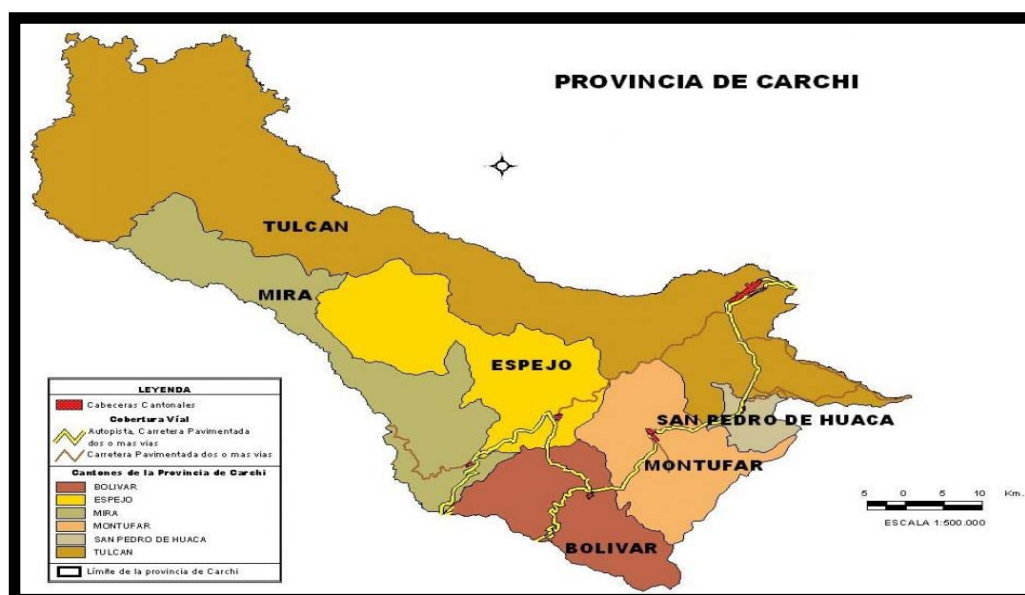 PROVINCIA DE CARCHI
TULCAN
MIRA
ESPEJO
SAN PEDRO DE HUACA
MONTUFAR
BOLIVAR
LEYENDA
Cabeceras Cantonales
Cobertura Víal
Autopista, Carretera Pavimentada
dos o mas vias
Carretera Pavimentada dos o mas vias
Cantones de la Provincia de Carchi
BOLIVAR
ESPEJO
MIRA
MONTUFAR
SAN PEDRO DE HUACA
TULCAN
Límite de la provincia de Carchi
5 0 5 10 Km.
ESCALA 1:500.000